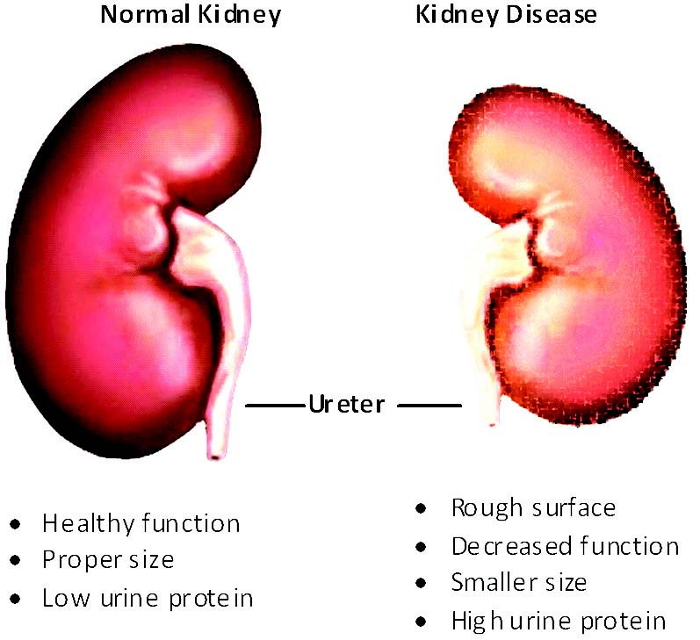 Normal Kidney
Kidney Disease
Ureter
• Healthy function
• Proper size
• Low urine protein
• Rough surface
• Decreased function
• Smaller size
• High urine protein